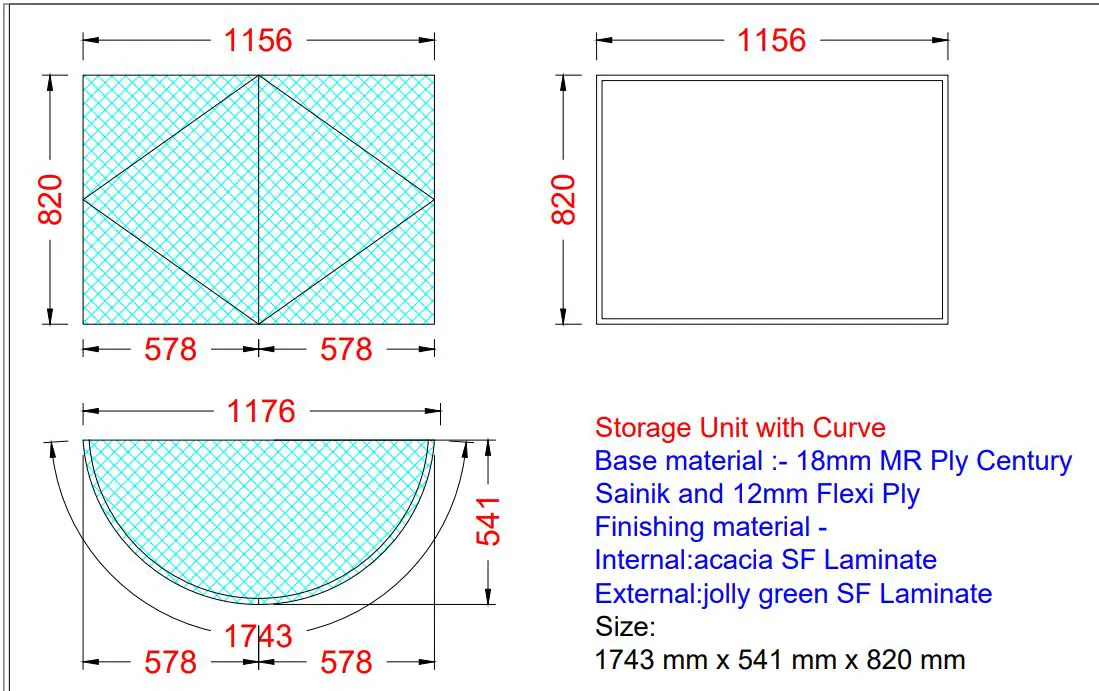 1156
1156
820
820
578
578
1176
541
1743
578
578
Storage Unit with Curve
Base material :- 18mm MR Ply Century
Sainik and 12mm Flexi Ply
Finishing material -
Internal:acacia SF Laminate
External:jolly green SF Laminate
Size:
1743 mm x 541 mm x 820 mm